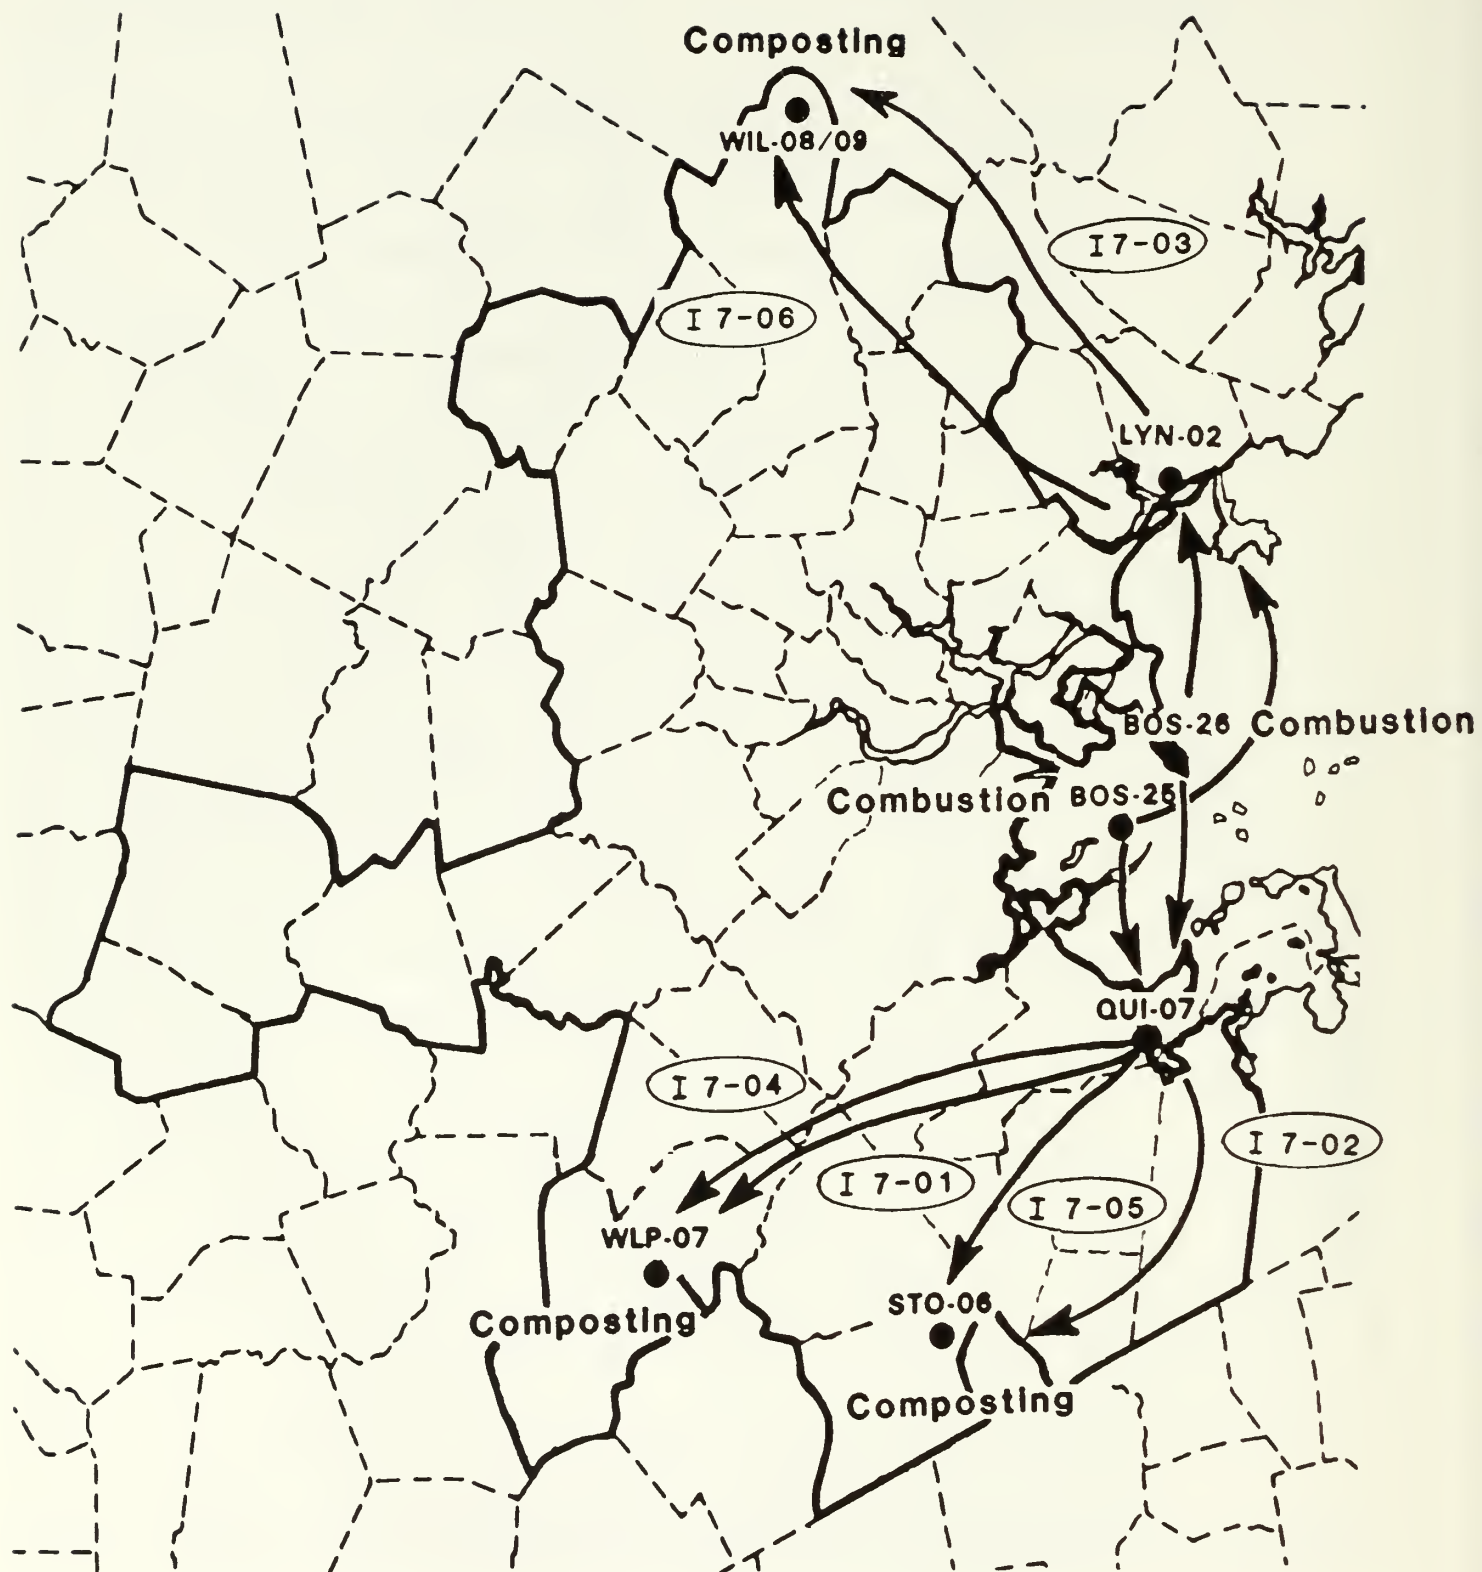 Composting
WIL-08/09
I 7-03
I 7-06
LYN-02
BOS-26 Combustion
Combustion BOS-25
QUI-07
I 7-04
I 7-02
I 7-01
I 7-05
WLP-07
STO-06
Composting
Composting